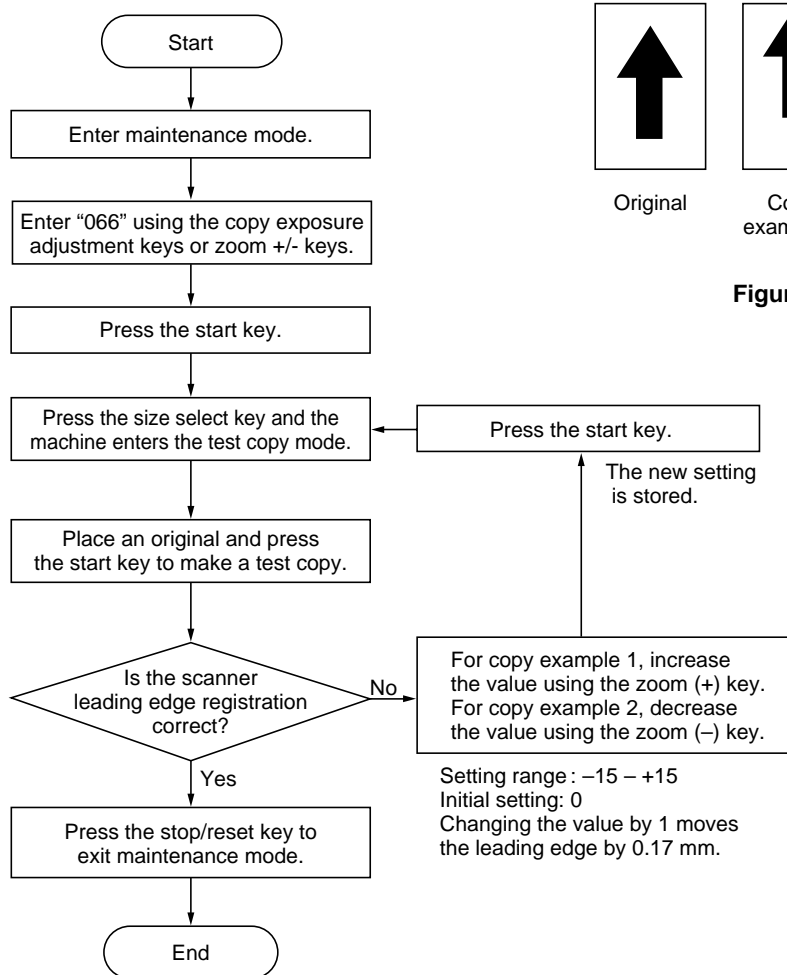 Start
Enter maintenance mode.
Enter “066” using the copy exposure
adjustment keys or zoom +/- keys.
Press the start key.
Press the size select key and the
machine enters the test copy mode.
Place an original and press
the start key to make a test copy.
Is the scanner
leading edge registration
correct?
No
Yes
Press the stop/reset key to
exit maintenance mode.
End
For copy example 1, increase
the value using the zoom (+) key.
For copy example 2, decrease
the value using the zoom (–) key.
Setting range : –15 – +15
Initial setting: 0
Changing the value by 1 moves
the leading edge by 0.17 mm.
Press the start key.
The new setting
is stored.
Original